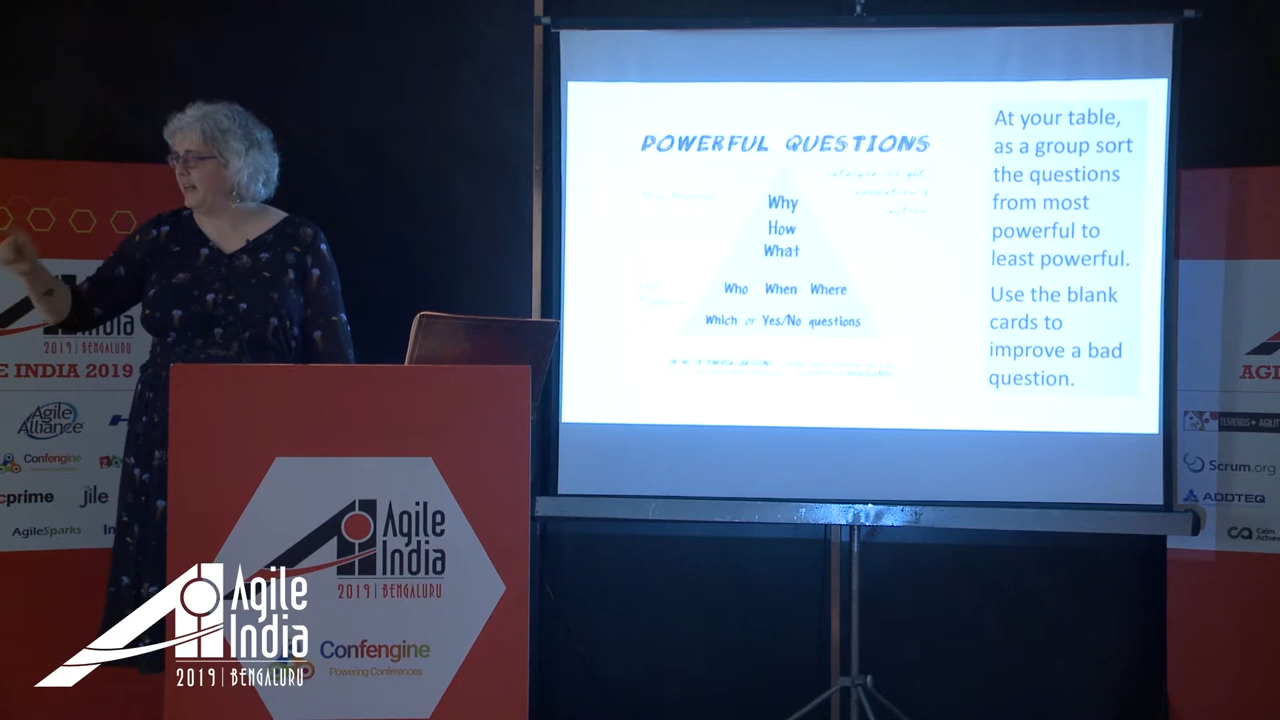 POWERFUL QUESTIONS
Why
How
What
Who When Where
Which or Yes/No questions
At your table,
as a group sort
the questions
from most
powerful to
least powerful.
Use the blank
cards to
improve a bad
question.
India
2019 | BENGALURU
E INDIA 2019
Agile
Alliance
Confengine
cprime
Jile
AgileSparks
Agile
India
2019 | BENGALURU
Confengine
Powering Conferences
Agile
India
2019 | BENGALURU
AGI
Scrum.org
ADDTEQ